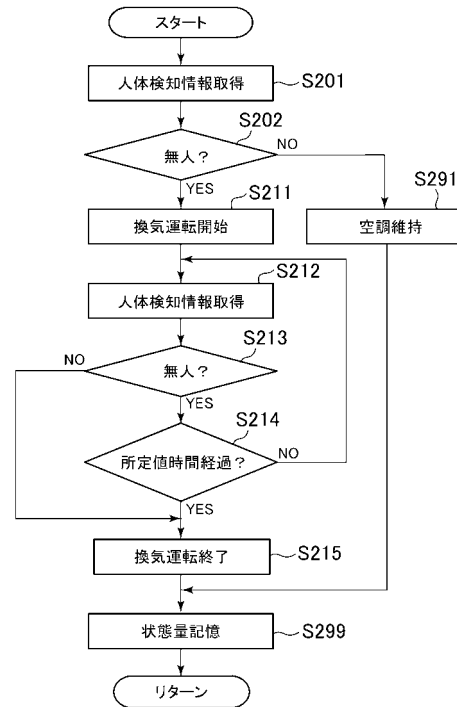 スタート
人体検知情報取得
S201
S202
無人？
NO
YES
S211
換気運転開始
S291
空調維持
S212
人体検知情報取得
S213
NO
無人？
YES
S214
所定値時間経過？
NO
YES
換気運転終了
S215
状態量記憶
S299
リターン